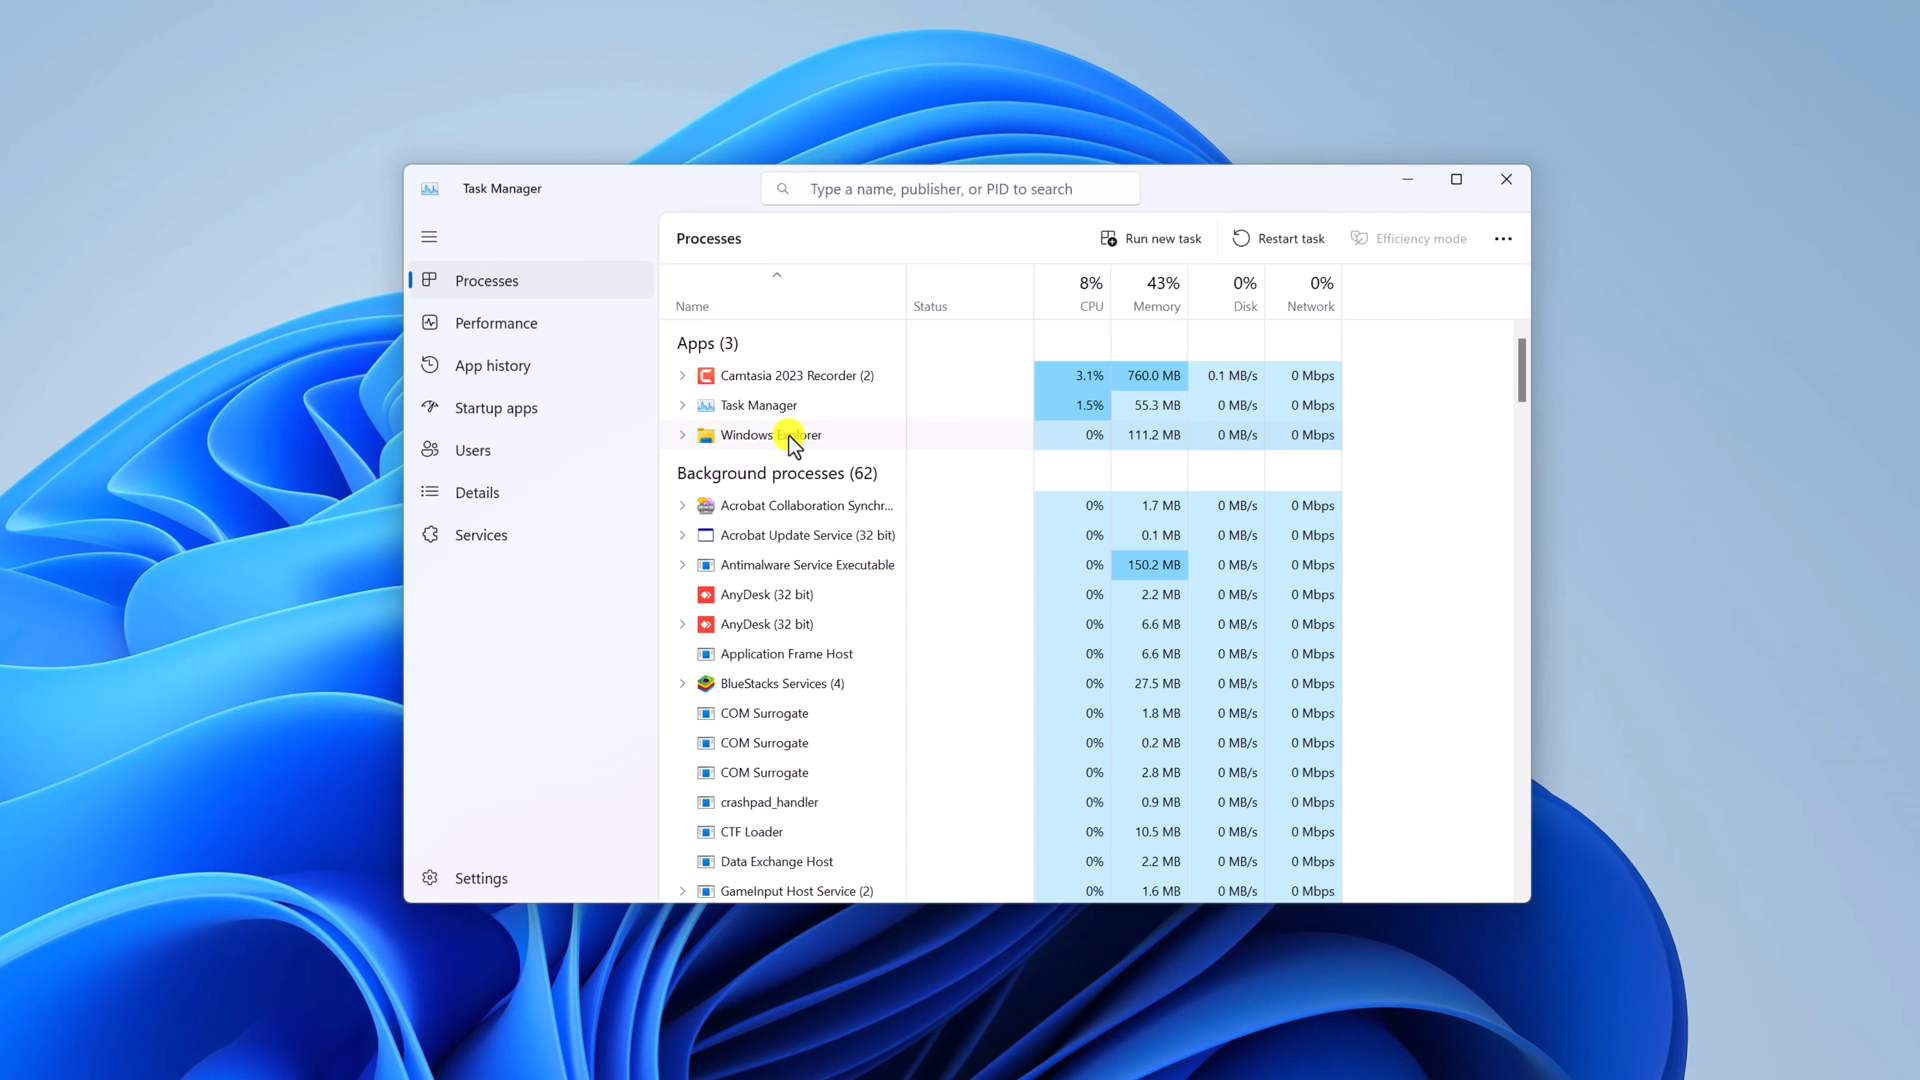 Task Manager
Type a name, publisher, or PID to search
Processes
Performance
App history
Startup apps
Users
Details
Services
Settings
Processes
Run new task
Restart task
Efficiency mode
8% 43% 0% 0%
Name Status CPU Memory Disk Network
Apps (3)
Camtasia 2023 Recorder (2) 3.1% 760.0 MB 0.1 MB/s 0 Mbps
Task Manager 1.5% 55.3 MB 0 MB/s 0 Mbps
Windows Explorer 0% 111.2 MB 0 MB/s 0 Mbps
Background processes (62)
Acrobat Collaboration Synchr... 0% 1.7 MB 0 MB/s 0 Mbps
Acrobat Update Service (32 bit) 0% 0.1 MB 0 MB/s 0 Mbps
Antimalware Service Executable 0% 150.2 MB 0 MB/s 0 Mbps
AnyDesk (32 bit) 0% 2.2 MB 0 MB/s 0 Mbps
AnyDesk (32 bit) 0% 6.6 MB 0 MB/s 0 Mbps
Application Frame Host 0% 6.6 MB 0 MB/s 0 Mbps
BlueStacks Services (4) 0% 27.5 MB 0 MB/s 0 Mbps
COM Surrogate 0% 1.8 MB 0 MB/s 0 Mbps
COM Surrogate 0% 0.2 MB 0 MB/s 0 Mbps
COM Surrogate 0% 2.8 MB 0 MB/s 0 Mbps
crashpad_handler 0% 0.9 MB 0 MB/s 0 Mbps
CTF Loader 0% 10.5 MB 0 MB/s 0 Mbps
Data Exchange Host 0% 2.2 MB 0 MB/s 0 Mbps
GameInput Host Service (2) 0% 1.6 MB 0 MB/s 0 Mbps